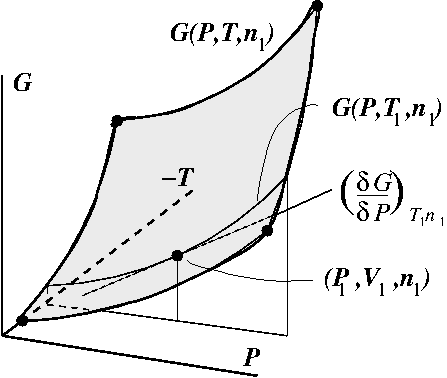 G(P,T,n₁)
G
G(P,T₁,n₁)
–T
(δG/δP) T₁n₁
(P₁,V₁,n₁)
P